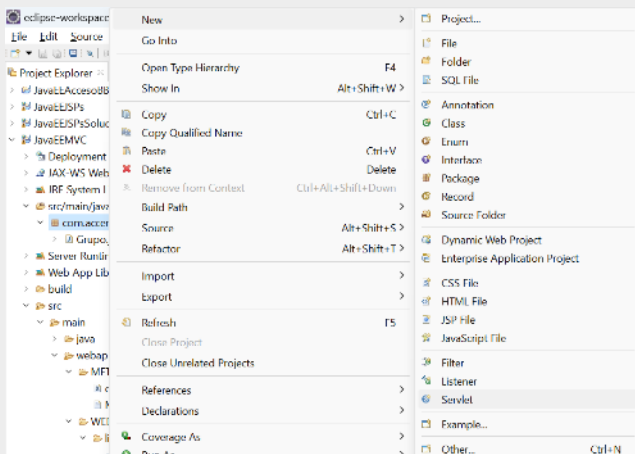 eclipse-workspace
File Edit Source
Project Explorer
JavaEEAccesoBB
JavaEEJSPs
JavaEEJSPsSoluc
JavaEEMVC
Deployment
JAX-WS Web
JRE System L
src/main/java
com.accen
Grupo.
Server Runtin
Web App Lib
build
src
main
java
webap
MET
WEB
New
Go Into
Open Type Hierarchy F4
Show In Alt+Shift+W
Copy Ctrl+C
Copy Qualified Name
Paste Ctrl+V
Delete Delete
Remove from Context Ctrl+Alt+Shift+Down
Build Path
Source Alt+Shift+S
Refactor Alt+Shift+T
Import
Export
Refresh F5
Close Project
Close Unrelated Projects
References
Declarations
Coverage As
Run As
Project...
File
Folder
SQL File
Annotation
Class
Enum
Interface
Package
Record
Source Folder
Dynamic Web Project
Enterprise Application Project
CSS File
HTML File
JSP File
JavaScript File
Filter
Listener
Servlet
Example...
Other... Ctrl+N